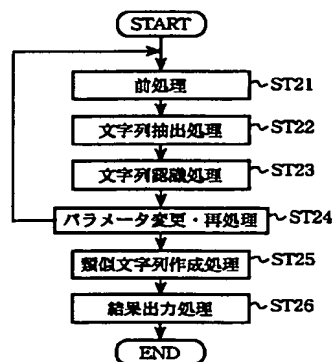 START
前処理 ST21
文字列抽出処理 ST22
文字列認識処理 ST23
パラメータ変更・再処理 ST24
類似文字列作成処理 ST25
結果出力処理 ST26
END